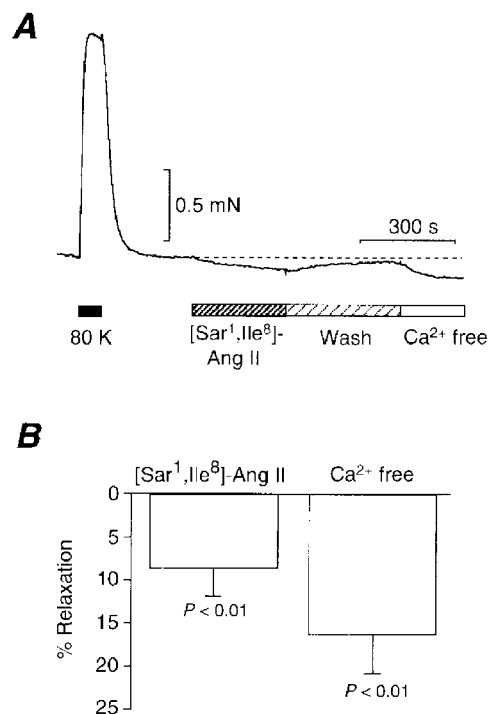 A
0.5 mN
300 s
80 K
[Sar¹,Ile⁸]-
Ang II
Wash
Ca²⁺ free
B
[Sar¹,Ile⁸]-Ang II
Ca²⁺ free
0
5
10
15
20
25
% Relaxation
P < 0.01
P < 0.01